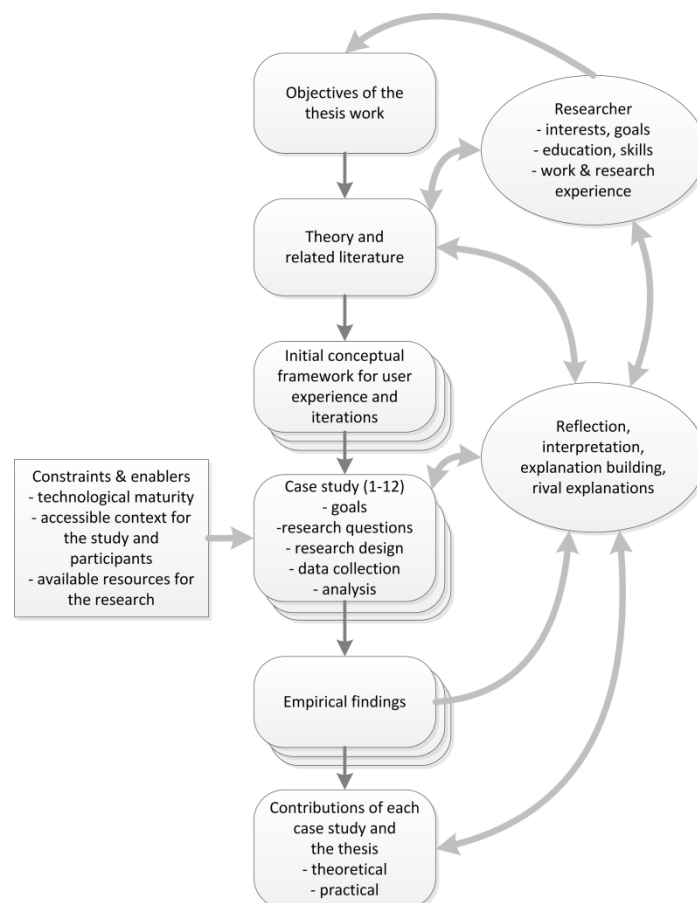 Objectives of the
thesis work
Researcher
- interests, goals
- education, skills
- work & research
experience
Theory and
related literature
Initial conceptual
framework for user
experience and
iterations
Reflection,
interpretation,
explanation building,
rival explanations
Constraints & enablers
- technological maturity
- accessible context for
the study and
participants
- available resources for
the research
Case study (1-12)
- goals
-research questions
- research design
- data collection
- analysis
Empirical findings
Contributions of each
case study and
the thesis
- theoretical
- practical